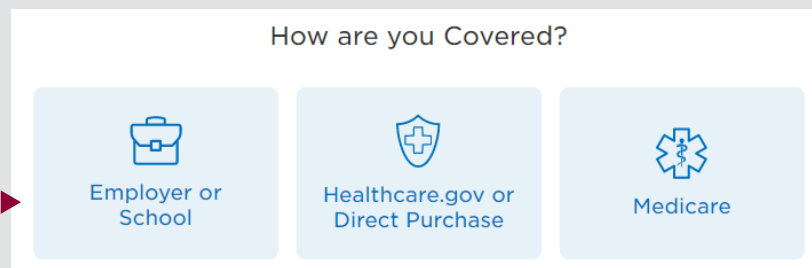 How are you Covered?
Employer or
School
Healthcare.gov or
Direct Purchase
Medicare